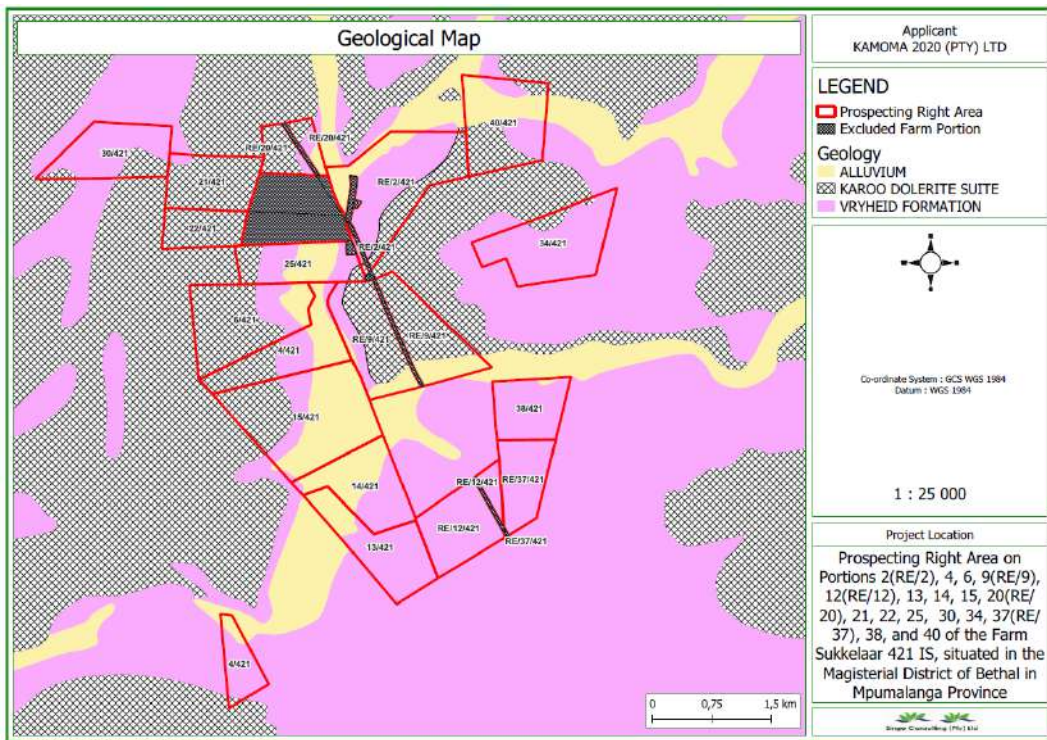 Geological Map
30/421
21/421
22/421
RE/20/421
RE/20/421
40/421
RE/2/421
34/421
RE/2/421
25/421
6/421
4/421
RE/9/421
RE/9/421
15/421
38/421
14/421
RE/12/421
RE/37/421
RE/12/421
RE/37/421
13/421
4/421
0 0,75 1,5 km
Applicant
KAMOMA 2020 (PTY) LTD
LEGEND
Prospecting Right Area
Excluded Farm Portion
Geology
ALLUVIUM
KAROO DOLERITE SUITE
VRYHEID FORMATION
Co-ordinate System : GCS WGS 1984
Datum : WGS 1984
1 : 25 000
Project Location
Prospecting Right Area on
Portions 2(RE/2), 4, 6, 9(RE/9),
12(RE/12), 13, 14, 15, 20(RE/
20), 21, 22, 25, 30, 34, 37(RE/
37), 38, and 40 of the Farm
Sukkelaar 421 IS, situated in the
Magisterial District of Bethal in
Mpumalanga Province
Consulting (Pty) Ltd